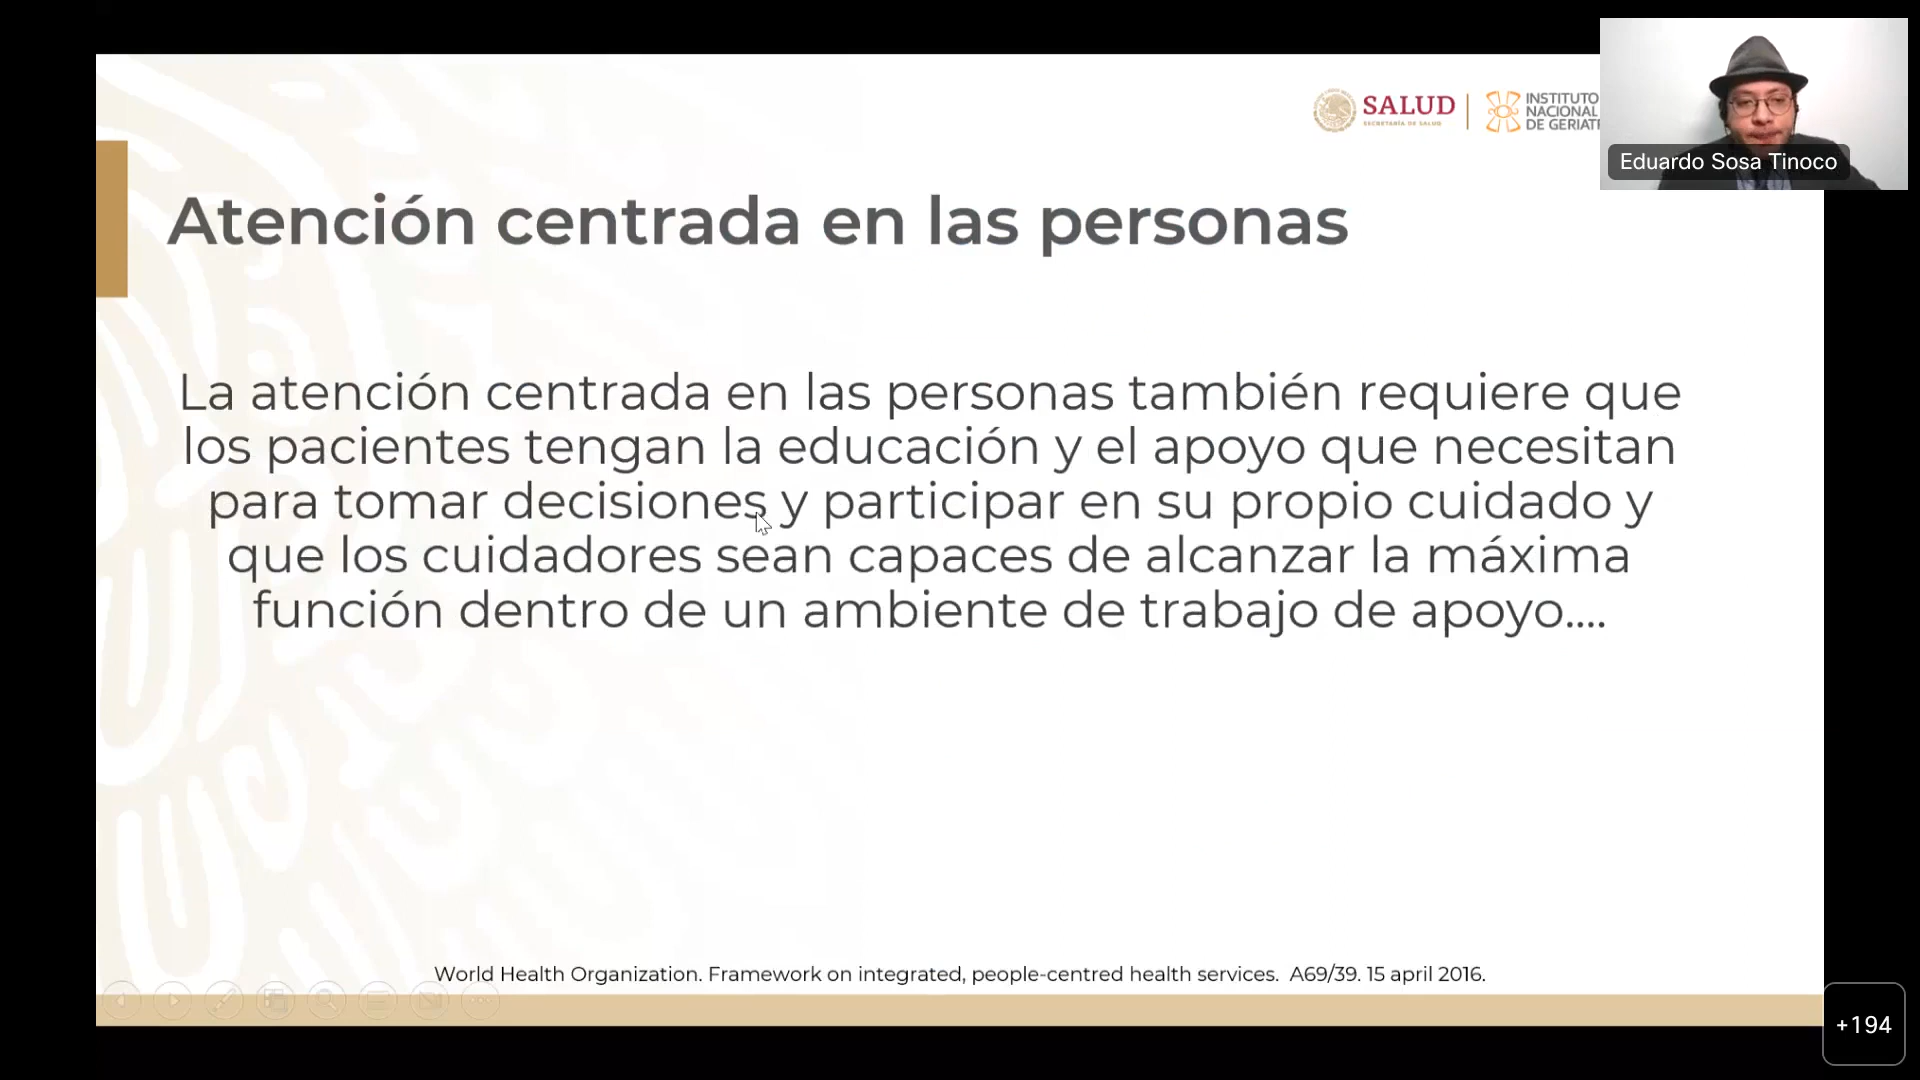 SALUD
SECRETARÍA DE SALUD
INSTITUTO
NACIONAL
DE GERIAT
Eduardo Sosa Tinoco
Atención centrada en las personas
La atención centrada en las personas también requiere que
los pacientes tengan la educación y el apoyo que necesitan
para tomar decisiones y participar en su propio cuidado y
que los cuidadores sean capaces de alcanzar la máxima
función dentro de un ambiente de trabajo de apoyo....
World Health Organization. Framework on integrated, people-centred health services. A69/39. 15 april 2016.
+194